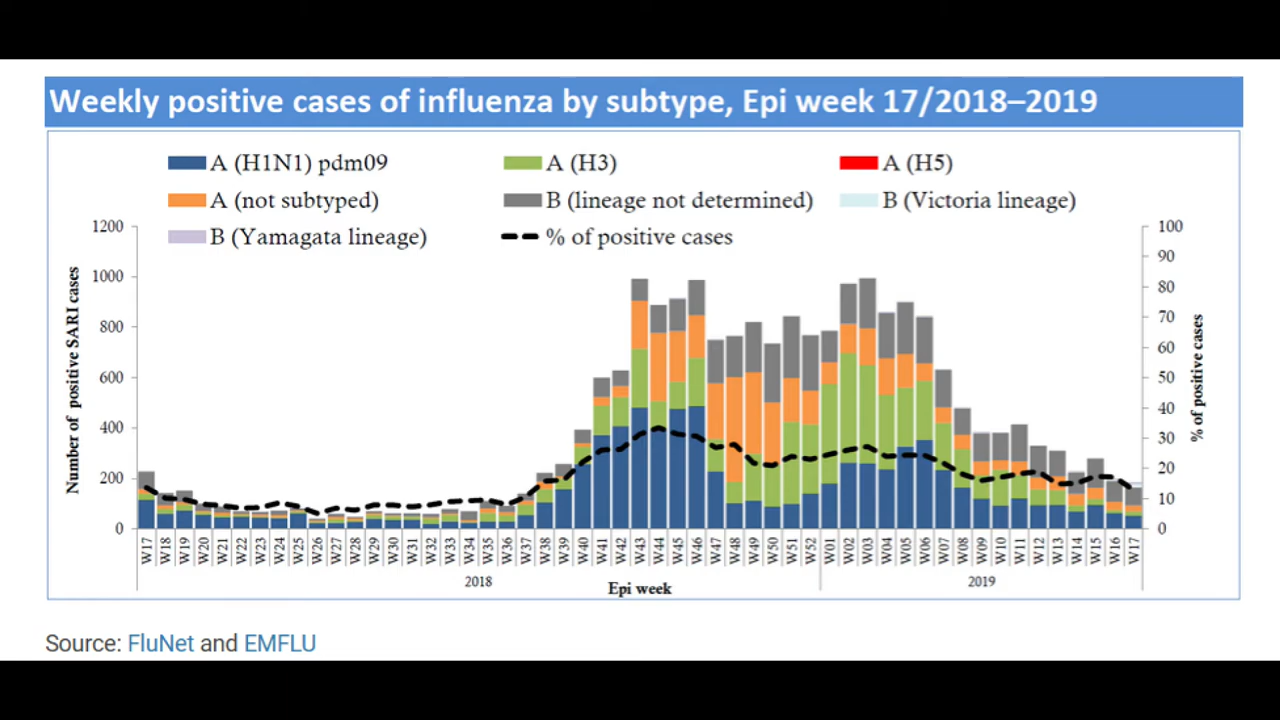 Weekly positive cases of influenza by subtype, Epi week 17/2018–2019
A (H1N1) pdm09
A (H3)
A (H5)
A (not subtyped)
B (lineage not determined)
B (Victoria lineage)
B (Yamagata lineage)
% of positive cases
Number of positive SARI cases
1200
1000
800
600
400
200
0
100
90
80
70
60
50
40
30
20
10
0
% of positive cases
W17 W18 W19 W20 W21 W22 W23 W24 W25 W26 W27 W28 W29 W30 W31 W32 W33 W34 W35 W36 W37 W38 W39 W40 W41 W42 W43 W44 W45 W46 W47 W48 W49 W50 W51 W52 W01 W02 W03 W04 W05 W06 W07 W08 W09 W10 W11 W12 W13 W14 W15 W16 W17
2018 2019
Epi week
Source: FluNet and EMFLU